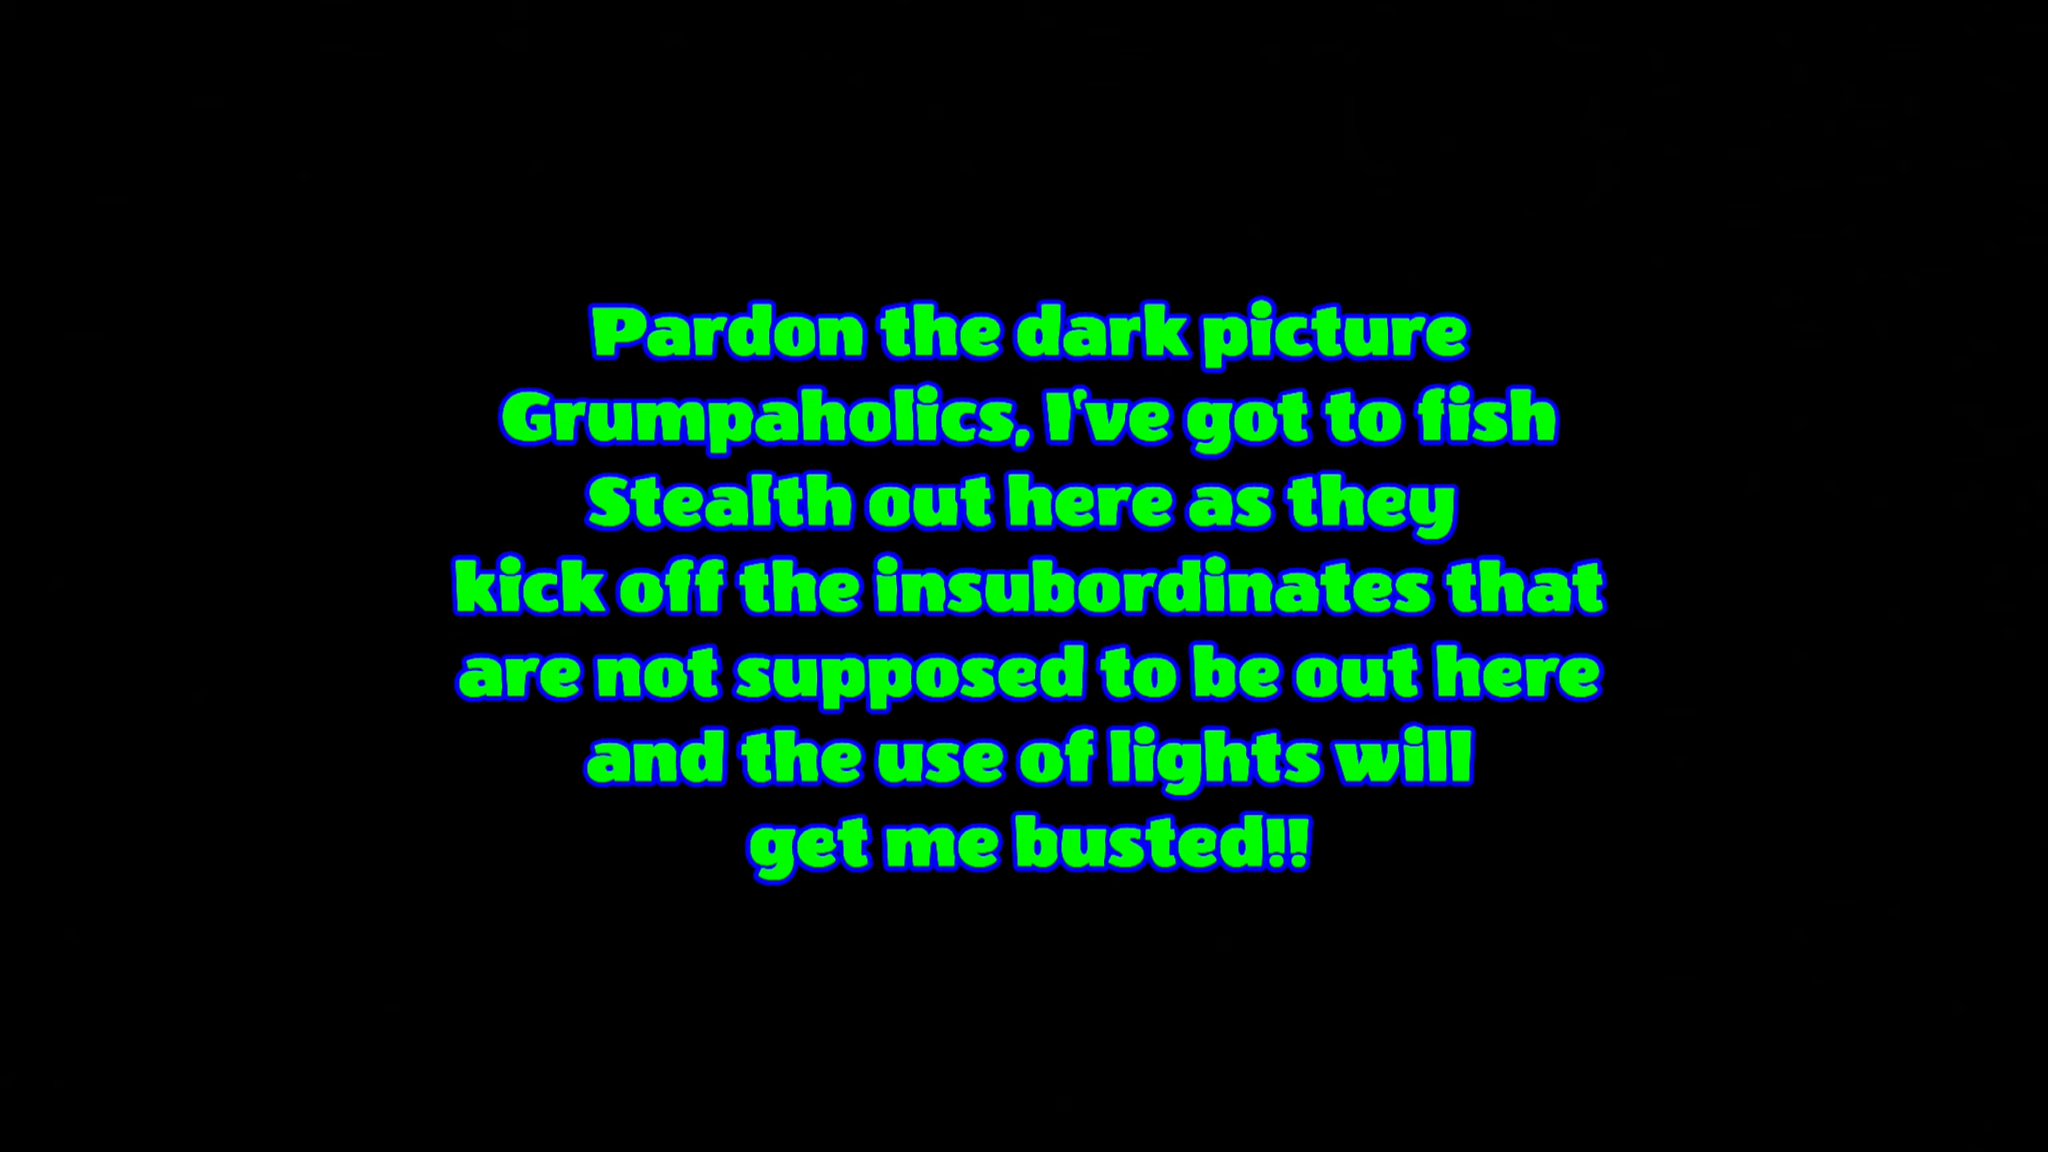 Pardon the dark picture
Grumpaholics, I've got to fish
Stealth out here as they
kick off the insubordinates that
are not supposed to be out here
and the use of lights will
get me busted!!